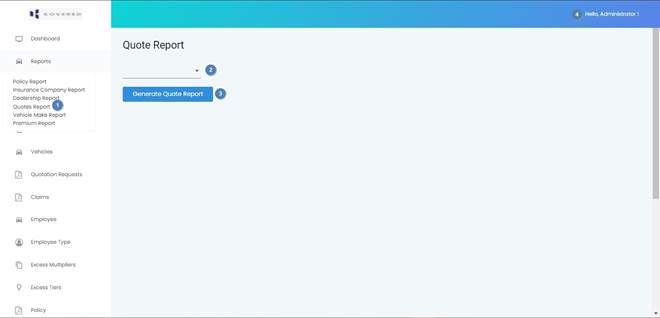 KOVERED
4
Hello, Administrator !
Dashboard
Reports
Policy Report
Insurance Company Report
Dealership Report
Quotes Report
1
Vehicle Make Report
Premium Report
Vehicles
Quotation Requests
Claims
Employee
Employee Type
Excess Multipliers
Excess Tiers
Policy
Quote Report
2
Generate Quote Report
3